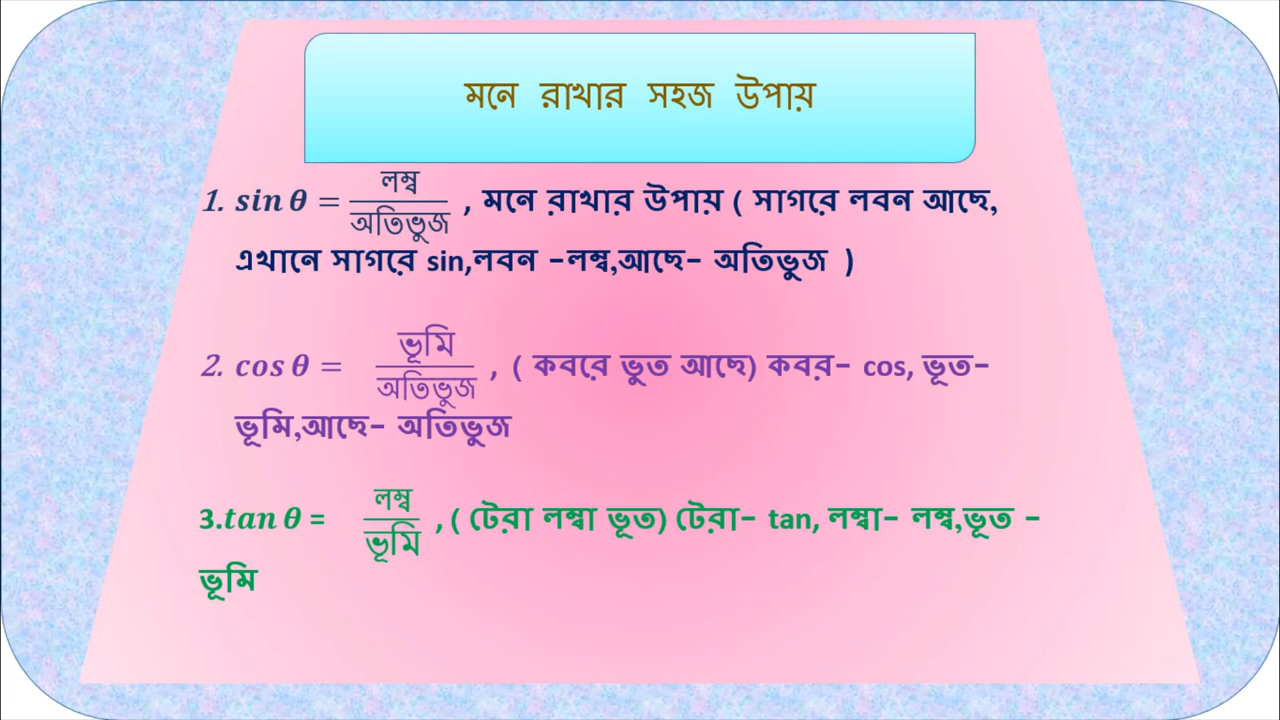 মনে রাখার সহজ উপায়
1. sin θ = লম্ব/অতিভুজ , মনে রাখার উপায় ( সাগরে লবন আছে,
এখানে সাগরে sin,লবন -লম্ব,আছে- অতিভুজ )
2. cos θ = ভূমি/অতিভুজ , ( কবরে ভুত আছে) কবর- cos, ভূত-
ভূমি,আছে- অতিভুজ
3.tan θ = লম্ব/ভূমি , ( টেরা লম্বা ভূত) টেরা- tan, লম্বা- লম্ব,ভূত -
ভূমি